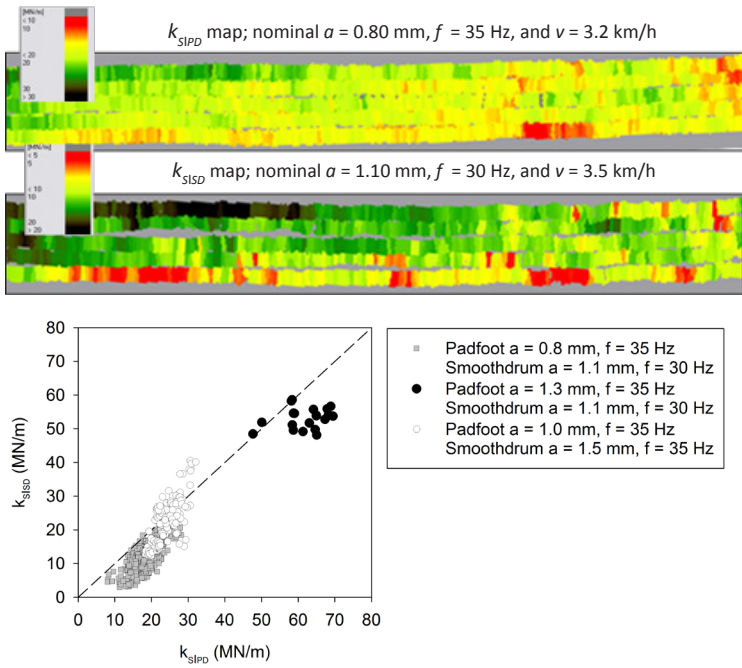 k_SIPD map; nominal a = 0.80 mm, f = 35 Hz, and v = 3.2 km/h
[MN/m]
< 10
10
< 20
20
> 30
k_SISD map; nominal a = 1.10 mm, f = 30 Hz, and v = 3.5 km/h
[MN/m]
< 5
5
< 10
10
20
> 20
80
70
60
50
40
30
20
10
0
k_SISD (MN/m)
0 10 20 30 40 50 60 70 80
k_SIPD (MN/m)
Padfoot a = 0.8 mm, f = 35 Hz
Smoothdrum a = 1.1 mm, f = 30 Hz
Padfoot a = 1.3 mm, f = 35 Hz
Smoothdrum a = 1.1 mm, f = 30 Hz
Padfoot a = 1.0 mm, f = 35 Hz
Smoothdrum a = 1.5 mm, f = 35 Hz